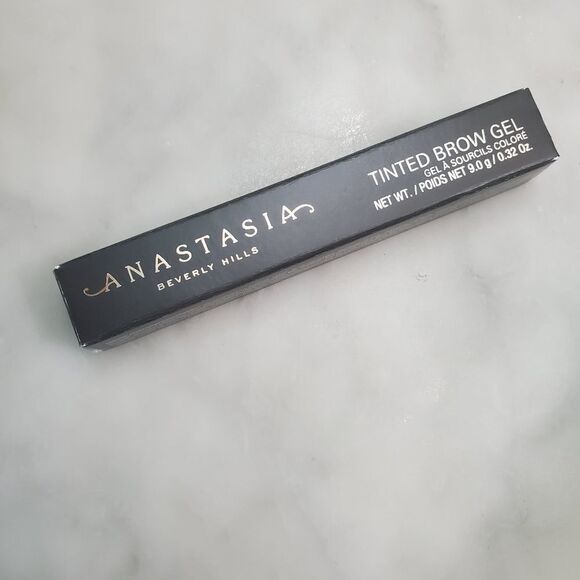 ANASTASIA
BEVERLY HILLS
TINTED BROW GEL
GEL À SOURCILS COLORÉ
NET WT. / POIDS NET 9.0 g / 0.32 Oz.